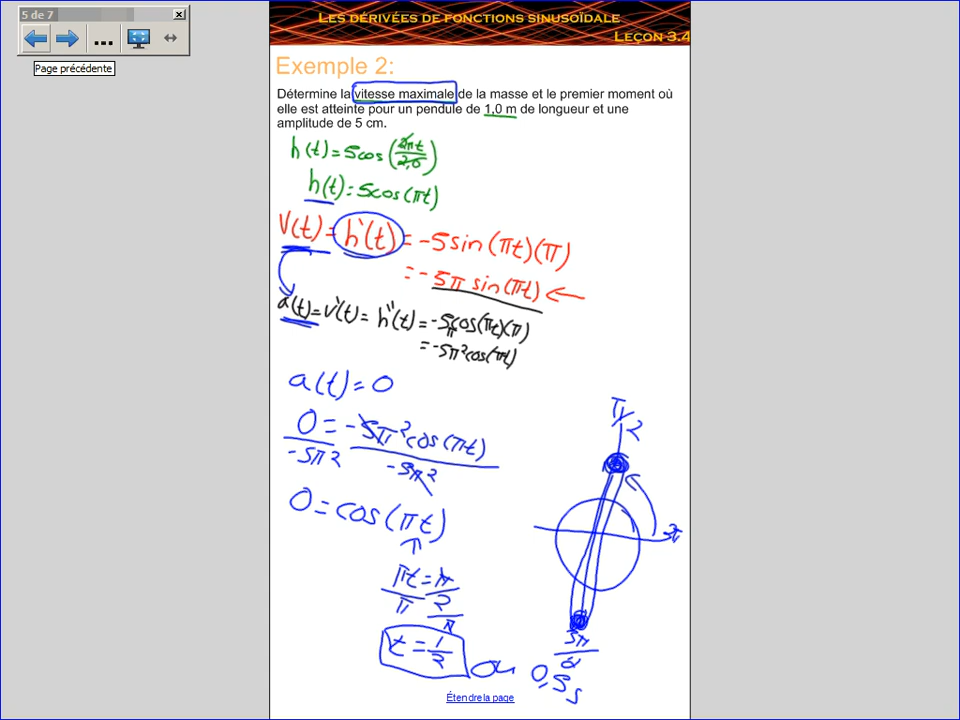 5 de 7
Page précédente
LES DÉRIVÉES DE FONCTIONS SINUSOÏDALE
LEÇON 3.4
Exemple 2:
Détermine la vitesse maximale de la masse et le premier moment où
elle est atteinte pour un pendule de 1,0 m de longueur et une
amplitude de 5 cm.
h(t)=5cos(2πt/2,0)
h(t)=5cos(πt)
V(t)=h'(t)=-5sin(πt)(π)
=-5π sin(πt)
a(t)=v'(t)=h''(t)=-5πcos(πt)(π)
=-5π²cos(πt)
a(t)=0
0/-5π² = -5π²cos(πt)/-5π²
0=cos(πt)
πt/π = π/2/π
t=1/2 ou 0,5s
π/2
Étendre la page